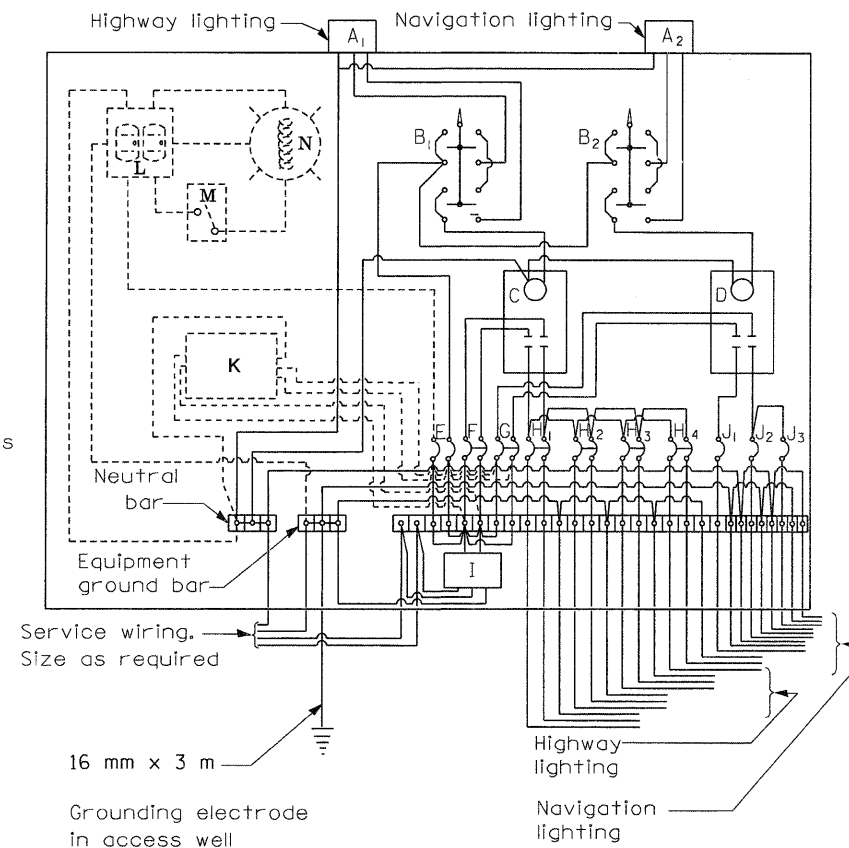 Highway lighting
Navigation lighting
A1
A2
B1
B2
L
N
M
C
D
K
S
E
F
G
H1
H2
H3
H4
J1
J2
J3
Neutral
bar
Equipment
ground bar
I
Service wiring.
Size as required
16 mm x 3 m
Grounding electrode
in access well
Highway
lighting
Navigation
lighting